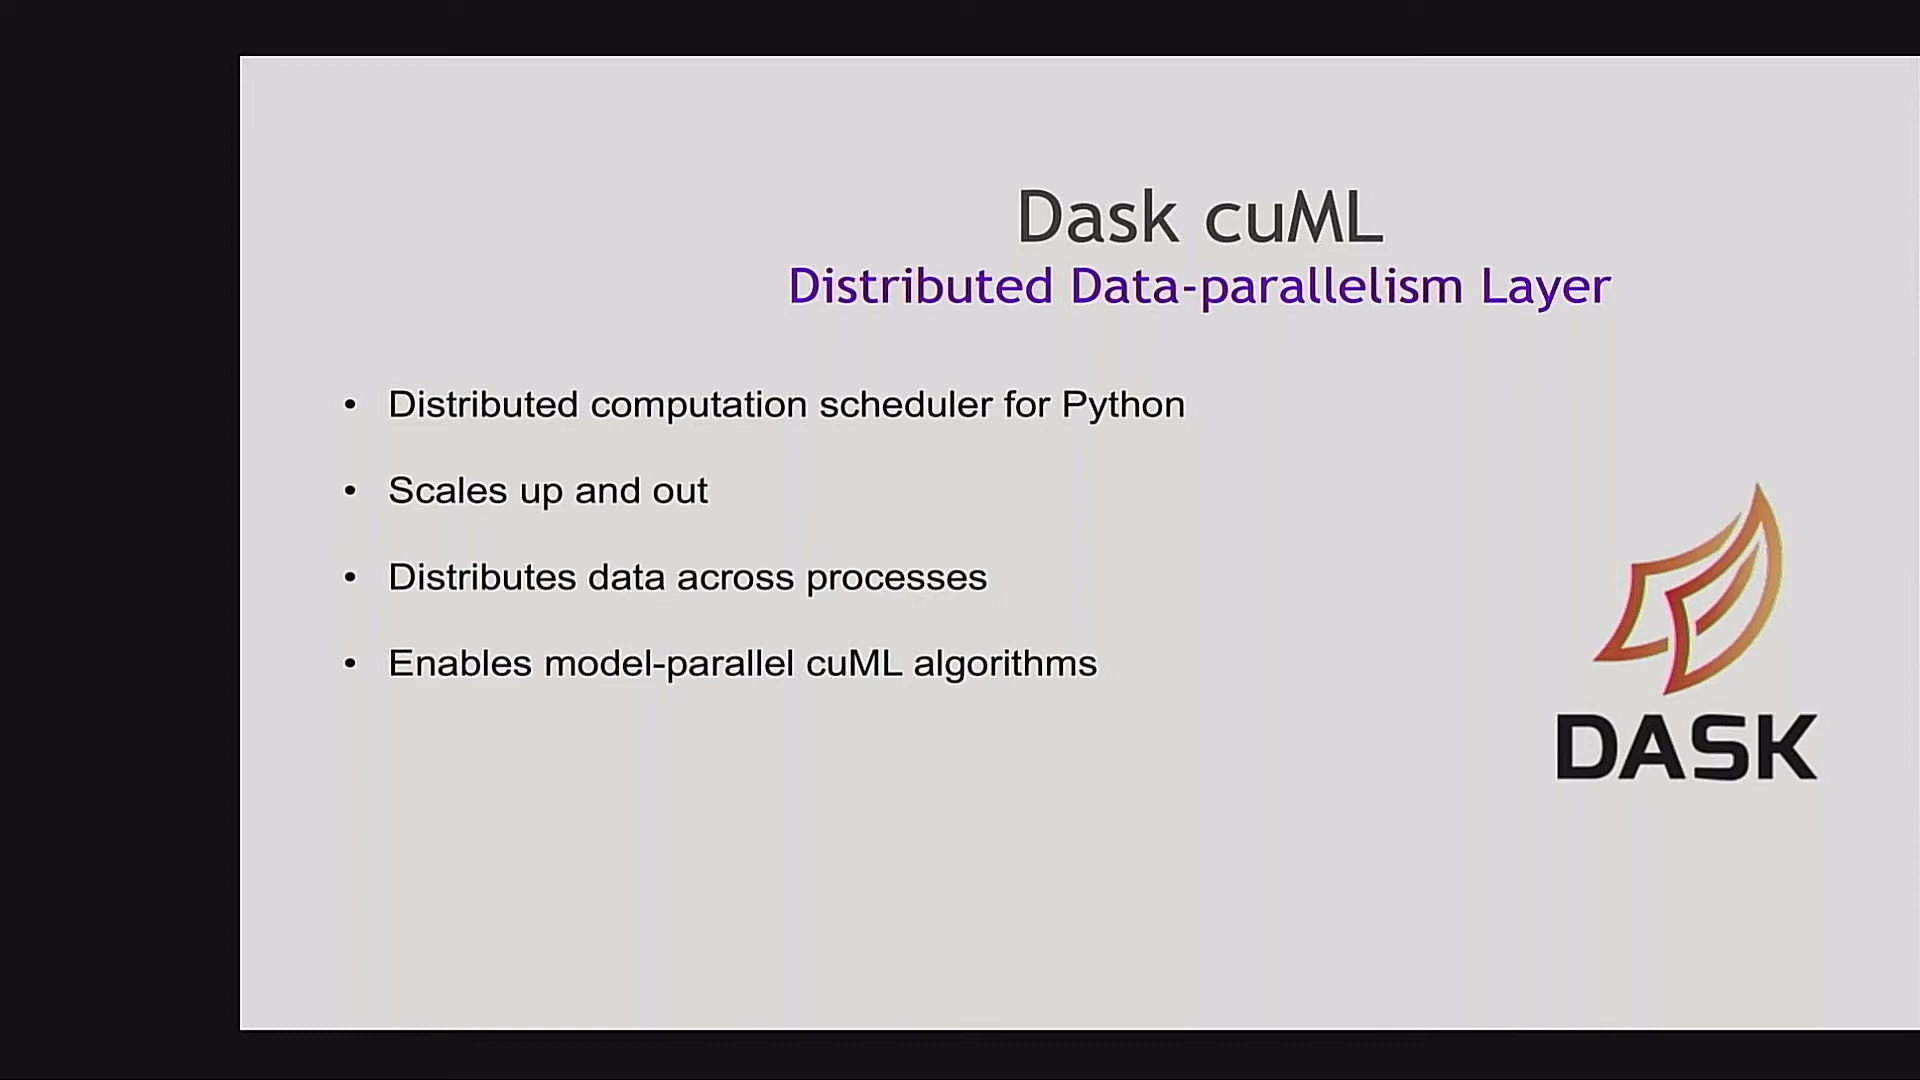 Dask cuML
Distributed Data-parallelism Layer
• Distributed computation scheduler for Python
• Scales up and out
• Distributes data across processes
• Enables model-parallel cuML algorithms
DASK